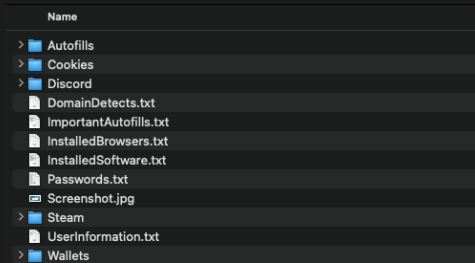 Name
Autofills
Cookies
Discord
DomainDetects.txt
ImportantAutofills.txt
InstalledBrowsers.txt
InstalledSoftware.txt
Passwords.txt
Screenshot.jpg
Steam
UserInformation.txt
Wallets